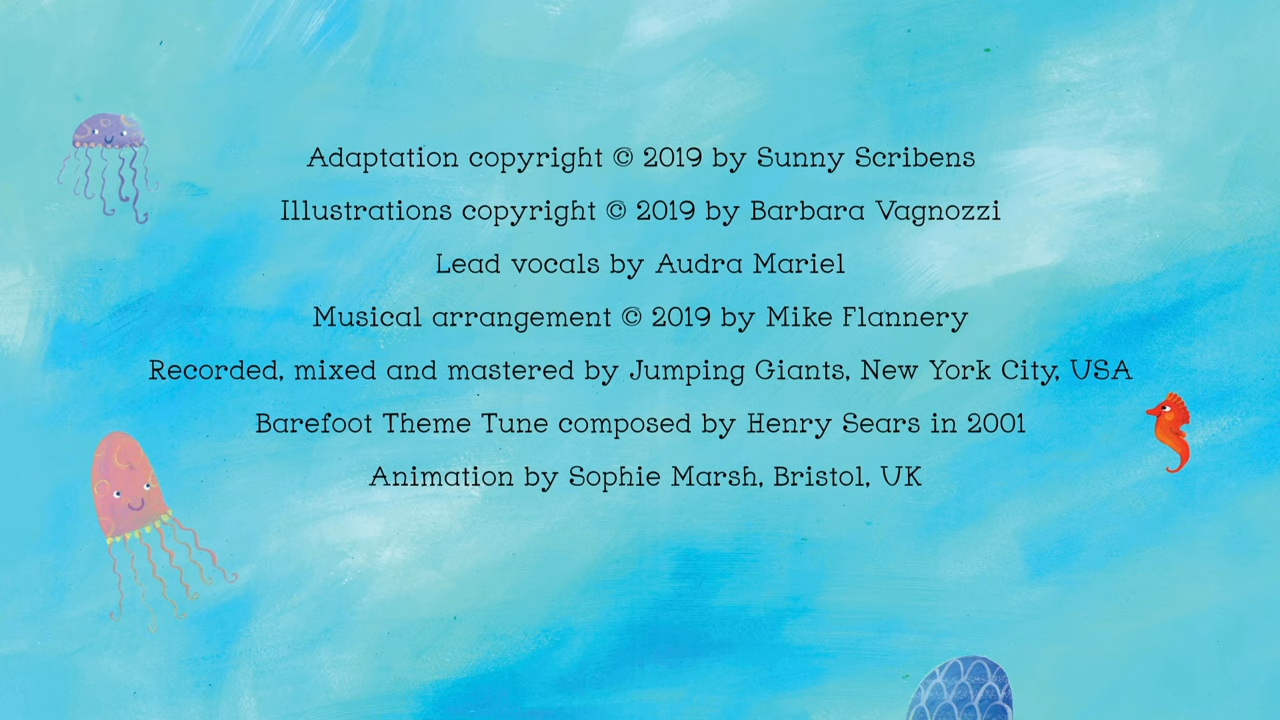 Adaptation copyright © 2019 by Sunny Scribens
Illustrations copyright © 2019 by Barbara Vagnozzi
Lead vocals by Audra Mariel
Musical arrangement © 2019 by Mike Flannery
Recorded, mixed and mastered by Jumping Giants, New York City, USA
Barefoot Theme Tune composed by Henry Sears in 2001
Animation by Sophie Marsh, Bristol, UK